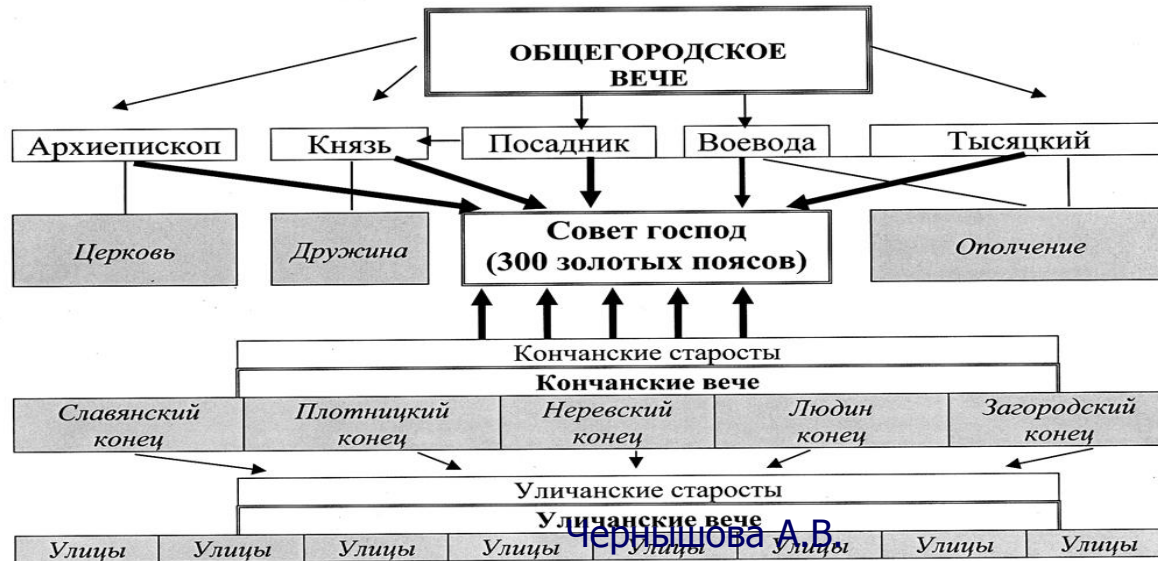 ОБЩЕГОРОДСКОЕ
ВЕЧЕ
Архиепископ Князь Посадник Воевода Тысяцкий
Церковь
Дружина
Совет господ
(300 золотых поясов)
Ополчение
Кончанские старосты
Кончанские вече
Славянский
конец
Плотницкий
конец
Неревский
конец
Людин
конец
Загородский
конец
Уличанские старосты
Уличанские вече
Чернышова А.В.
Улицы Улицы Улицы Улицы Улицы Улицы Улицы Улицы